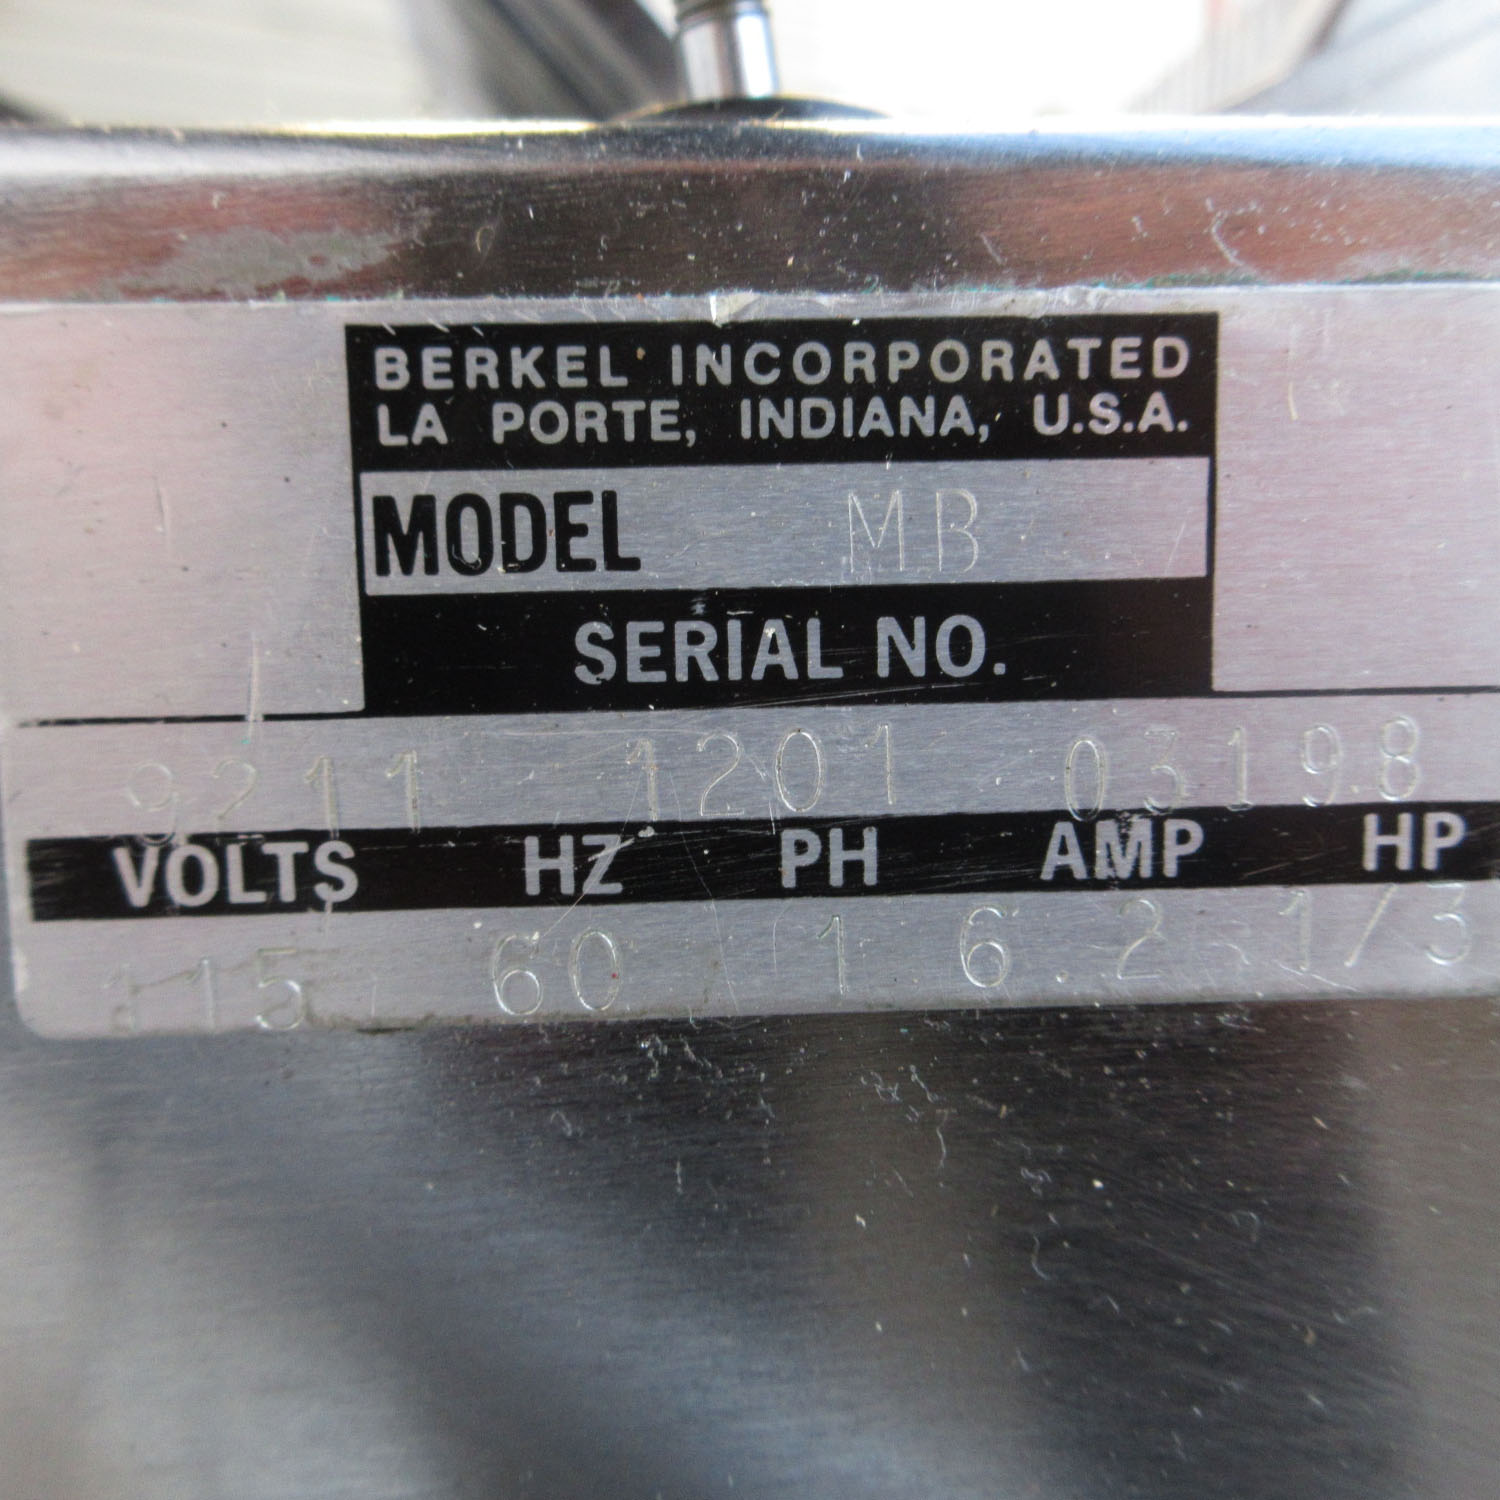 BERKEL INCORPORATED
LA PORTE, INDIANA, U.S.A.
MODEL MB
SERIAL NO.
9211 1201 03198
VOLTS HZ PH AMP HP
115 60 1 6.2 1/3